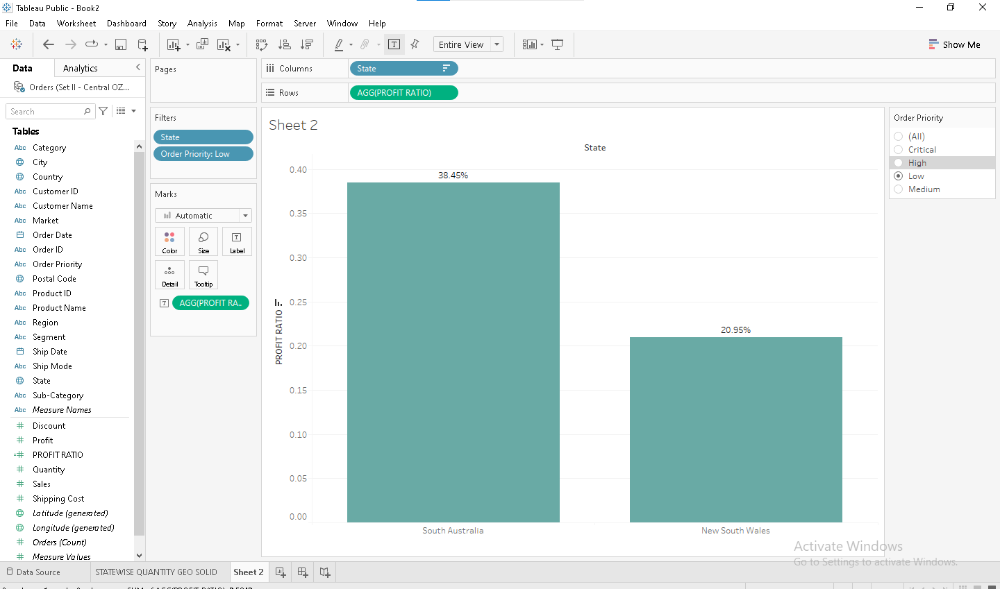 Tableau Public - Book2
File Data Worksheet Dashboard Story Analysis Map Format Server Window Help
Entire View
Show Me
Data Analytics
Orders (Set II - Central OZ...
Search
Tables
Abc Category
City
Country
Abc Customer ID
Abc Customer Name
Abc Market
Order Date
Abc Order ID
Abc Order Priority
Postal Code
Abc Product ID
Abc Product Name
Abc Region
Abc Segment
Ship Date
Abc Ship Mode
State
Abc Sub-Category
Abc Measure Names
Discount
Profit
PROFIT RATIO
Quantity
Sales
Shipping Cost
Latitude (generated)
Longitude (generated)
Orders (Count)
Measure Values
Pages
Filters
State
Order Priority: Low
Marks
Automatic
Color Size Label
Detail Tooltip
AGG(PROFIT RA..
Columns State
Rows AGG(PROFIT RATIO)
Sheet 2
State
PROFIT RATIO
0.40
0.35
0.30
0.25
0.20
0.15
0.10
0.05
0.00
38.45%
20.95%
South Australia New South Wales
Order Priority
(All)
Critical
High
Low
Medium
Activate Windows
Go to Settings to activate Windows.
Data Source STATEWISE QUANTITY GEO SOLID Sheet 2